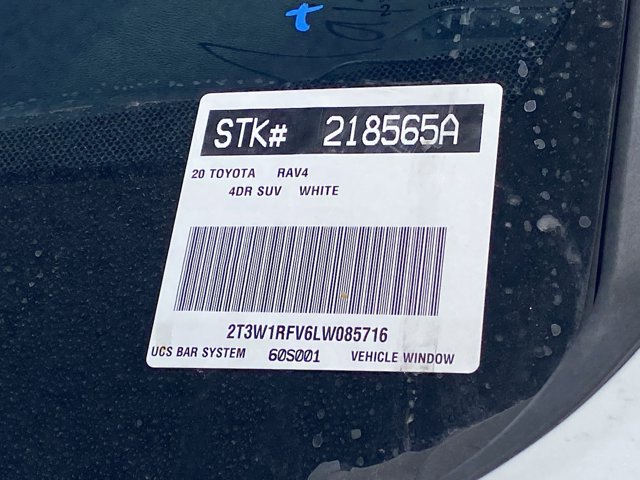 STK# 218565A
20 TOYOTA RAV4
4DR SUV WHITE
2T3W1RFV6LW085716
UCS BAR SYSTEM 60S001 VEHICLE WINDOW